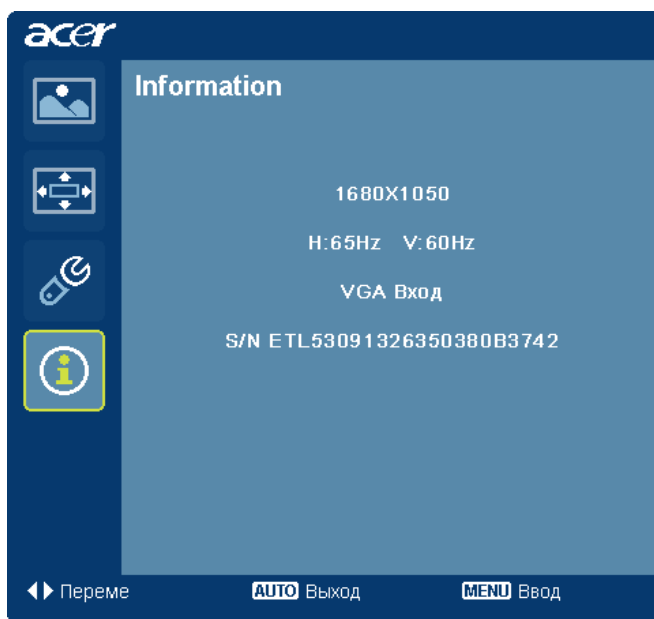 acer
Information
1680X1050
H:65Hz V:60Hz
VGA Вход
S/N ETL53091326350380B3742
Переме
AUTO Выход
MENU Ввод